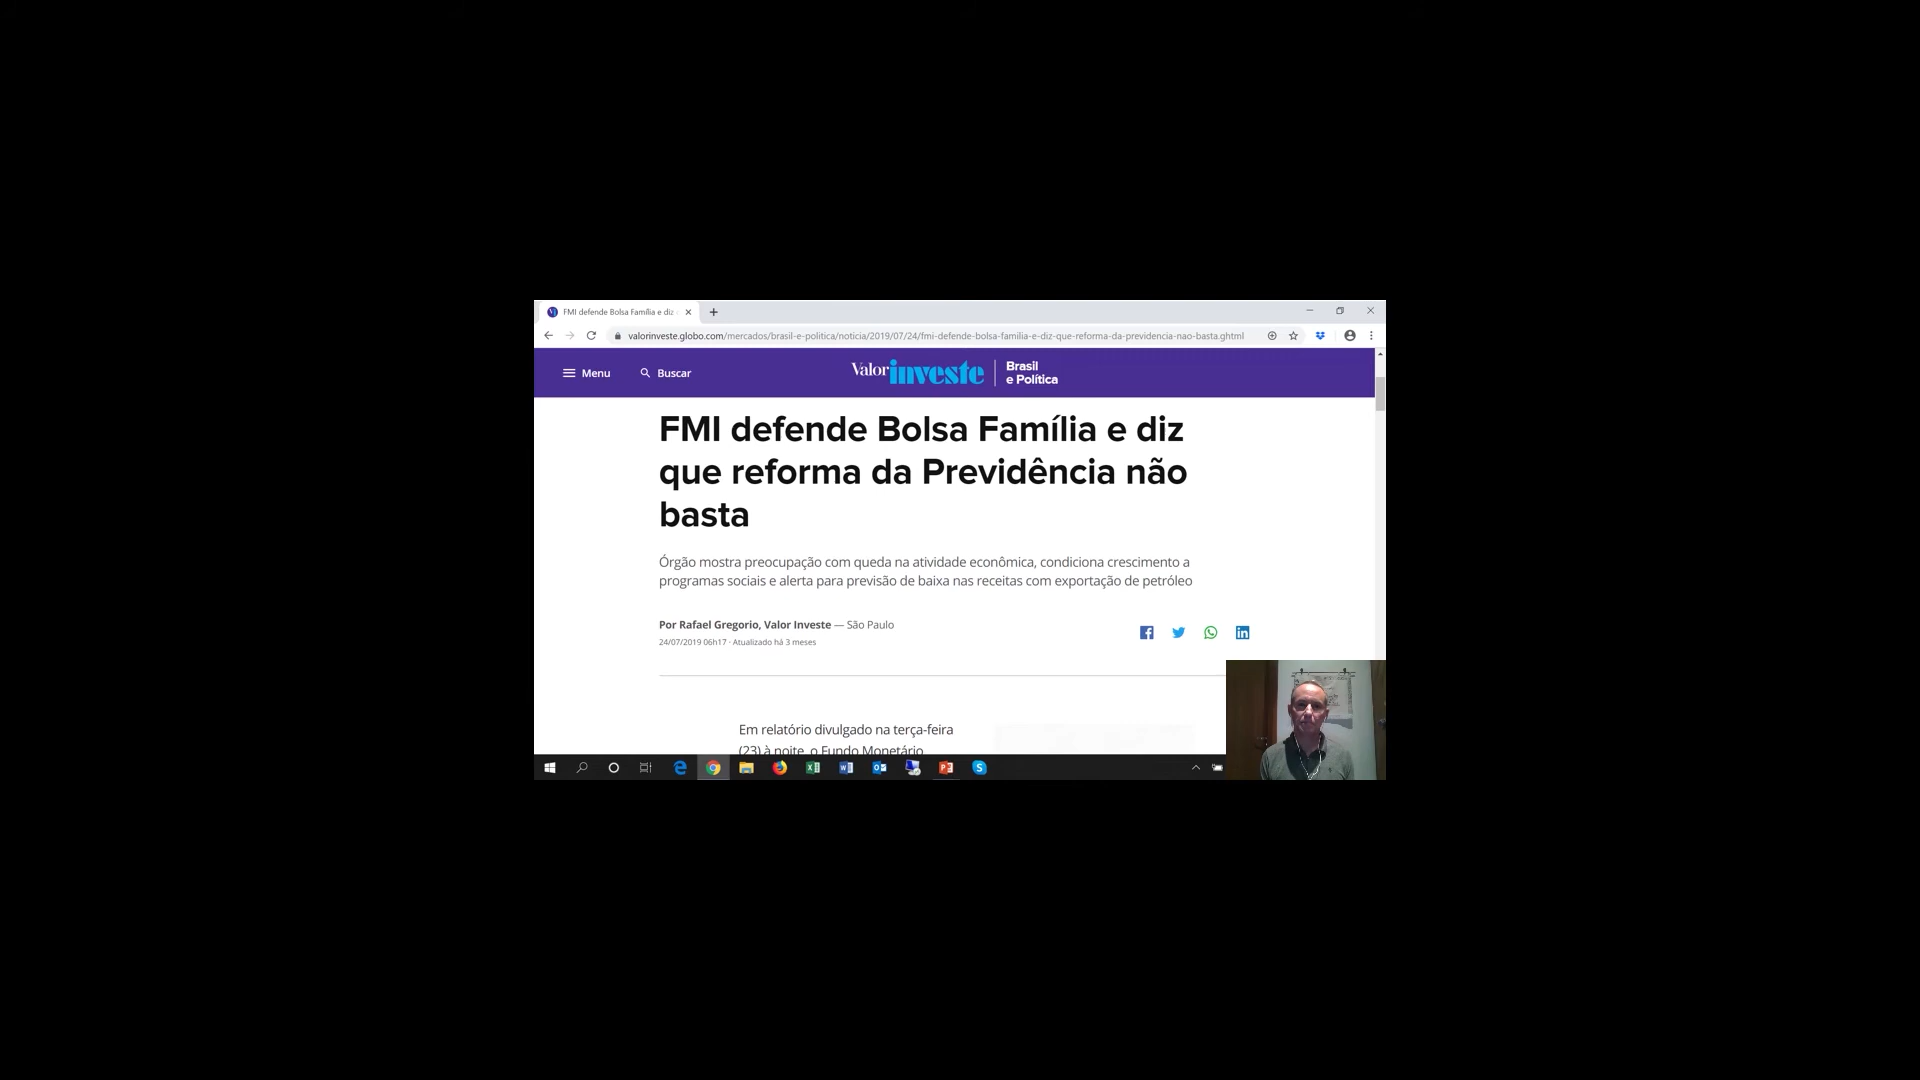 FMI defende Bolsa Família e diz
valorinveste.globo.com/mercados/brasil-e-politica/noticia/2019/07/24/fmi-defende-bolsa-familia-e-diz-que-reforma-da-previdencia-nao-basta.ghtml
Menu Buscar Valor investe Brasil
e Política
FMI defende Bolsa Família e diz
que reforma da Previdência não
basta
Órgão mostra preocupação com queda na atividade econômica, condiciona crescimento a
programas sociais e alerta para previsão de baixa nas receitas com exportação de petróleo
Por Rafael Gregorio, Valor Investe — São Paulo
24/07/2019 06h17 · Atualizado há 3 meses
Em relatório divulgado na terça-feira
(23) à noite, o Fundo Monetário